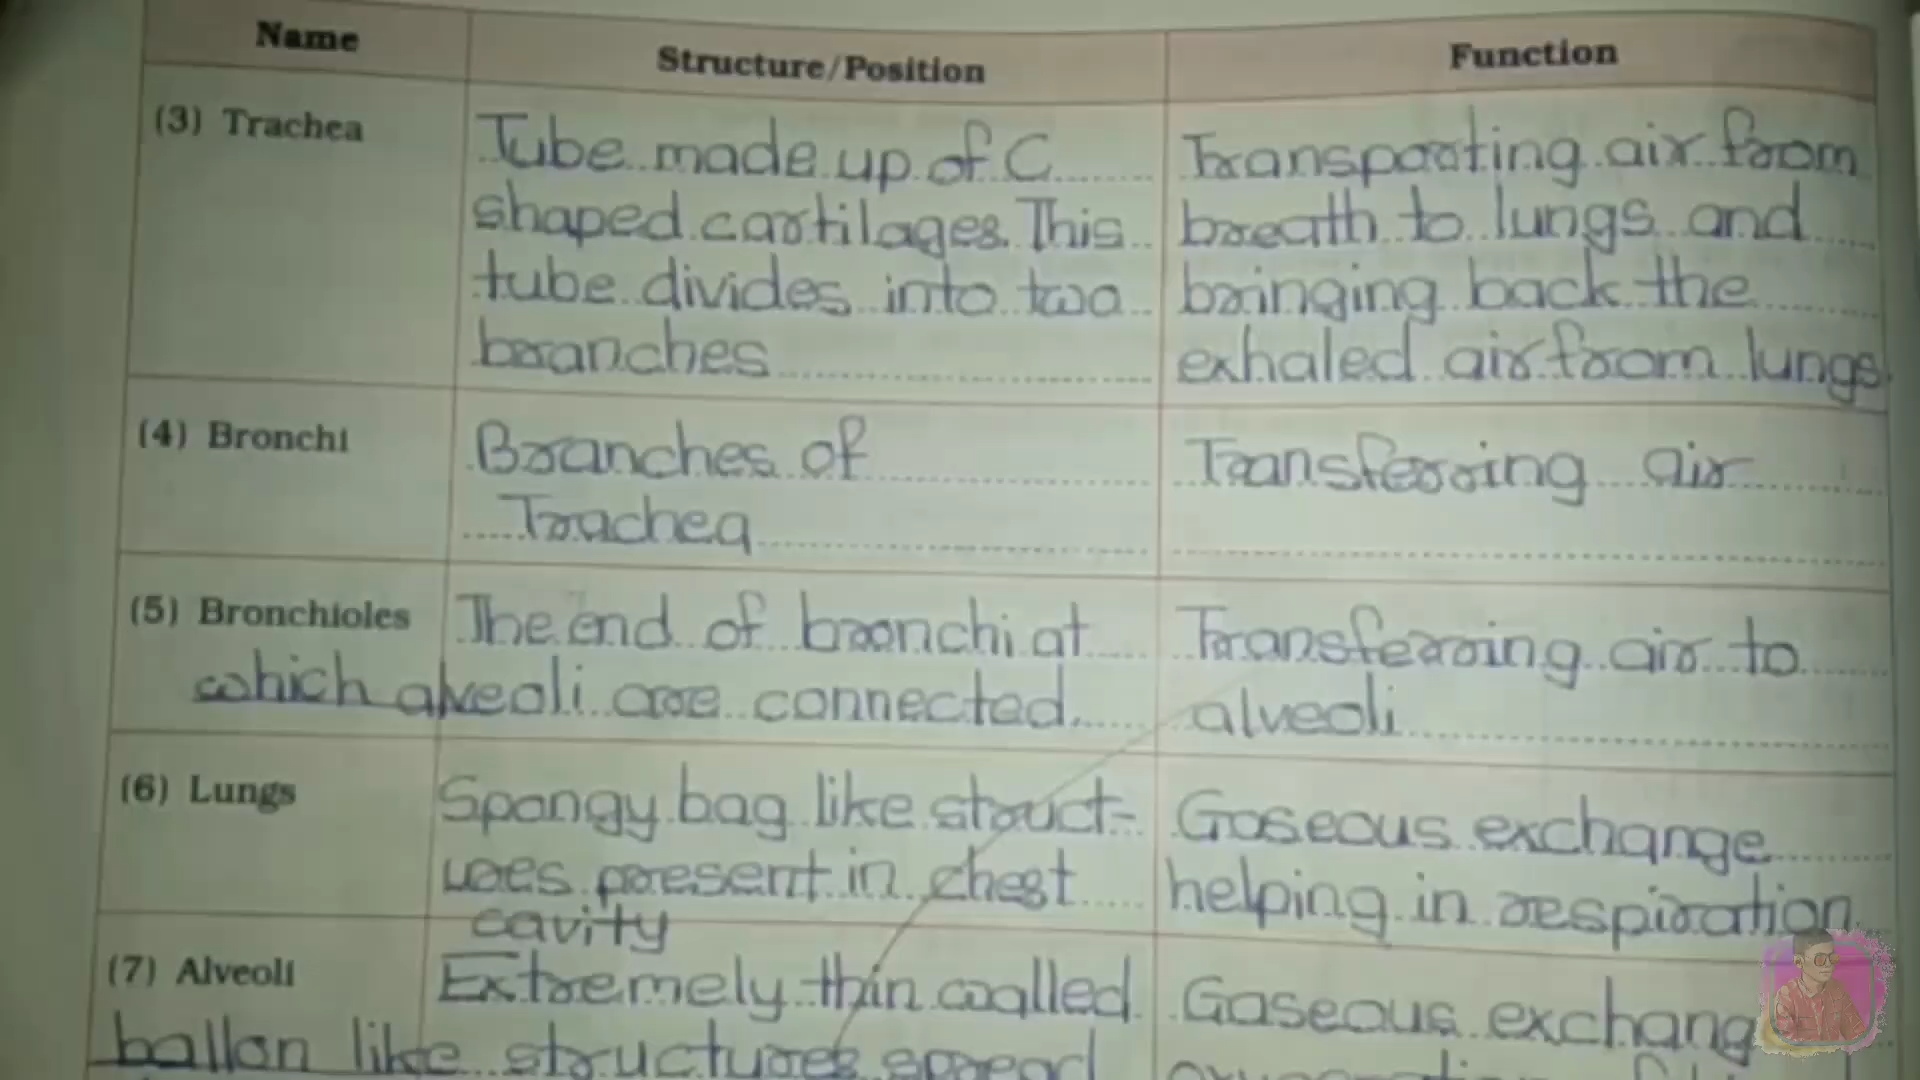 Name
Structure/Position
Function
(3) Trachea
Tube made up of C
shaped cartilages. This
tube divides into two
branches
Transporting air from
breath to lungs and
bringing back the
exhaled air from lungs
(4) Bronchi
Branches of
Trachea
Transferring air
(5) Bronchioles
The end of bronchi at
which alveoli are connected.
Transferring air to
alveoli
(6) Lungs
Spongy bag like struct-
ures present in chest
cavity
Gaseous exchange
helping in respiration
(7) Alveoli
Extremely thin walled
ballon like structures spread
Gaseous exchang